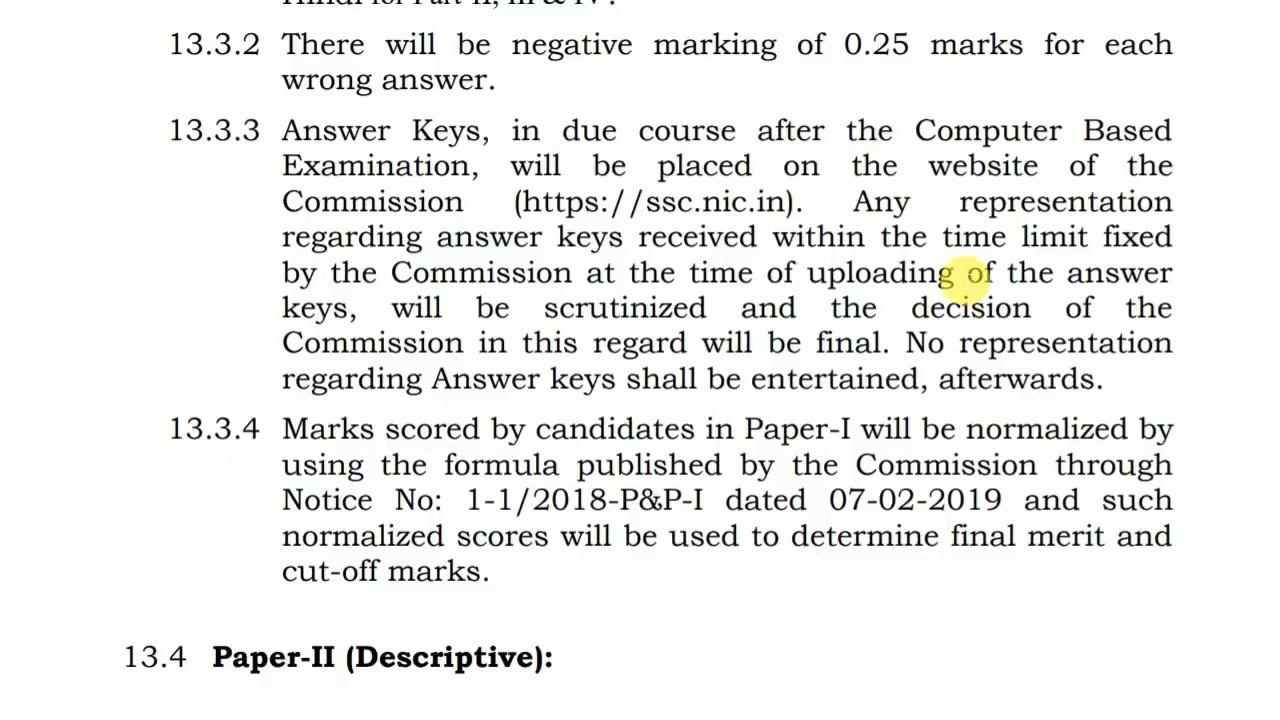 13.3.2 There will be negative marking of 0.25 marks for each
wrong answer.
13.3.3 Answer Keys, in due course after the Computer Based
Examination, will be placed on the website of the
Commission (https://ssc.nic.in). Any representation
regarding answer keys received within the time limit fixed
by the Commission at the time of uploading of the answer
keys, will be scrutinized and the decision of the
Commission in this regard will be final. No representation
regarding Answer keys shall be entertained, afterwards.
13.3.4 Marks scored by candidates in Paper-I will be normalized by
using the formula published by the Commission through
Notice No: 1-1/2018-P&P-I dated 07-02-2019 and such
normalized scores will be used to determine final merit and
cut-off marks.
13.4 Paper-II (Descriptive):